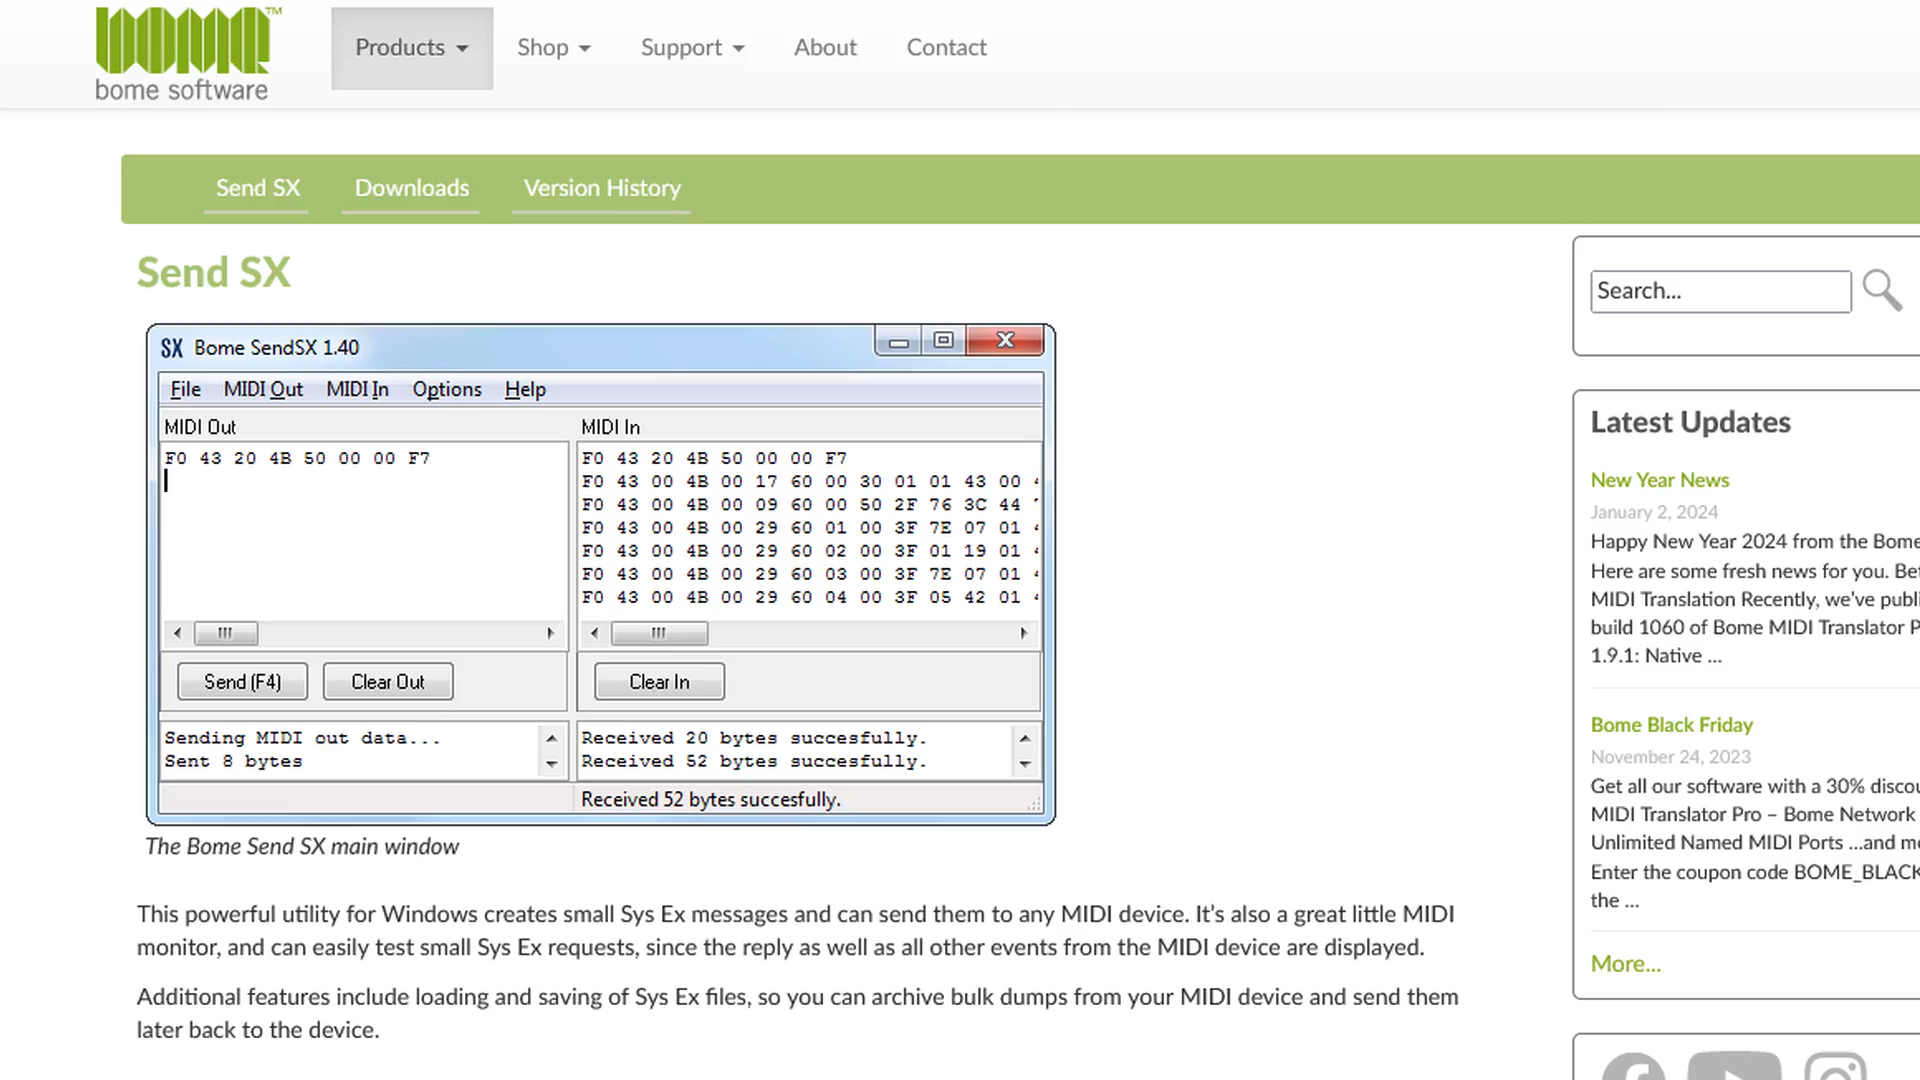 bome™
bome software
Products
Shop
Support
About
Contact
Send SX
Downloads
Version History
Send SX
SX Bome SendSX 1.40
File MIDI Out MIDI In Options Help
MIDI Out
F0 43 20 4B 50 00 00 F7
MIDI In
F0 43 20 4B 50 00 00 F7
F0 43 00 4B 00 17 60 00 30 01 01 43 00
F0 43 00 4B 00 09 60 00 50 2F 76 3C 44
F0 43 00 4B 00 29 60 01 00 3F 7E 07 01
F0 43 00 4B 00 29 60 02 00 3F 01 19 01
F0 43 00 4B 00 29 60 03 00 3F 7E 07 01
F0 43 00 4B 00 29 60 04 00 3F 05 42 01
Send (F4)
Clear Out
Clear In
Sending MIDI out data...
Sent 8 bytes
Received 20 bytes succesfully.
Received 52 bytes succesfully.
Received 52 bytes succesfully.
The Bome Send SX main window
This powerful utility for Windows creates small Sys Ex messages and can send them to any MIDI device. It's also a great little MIDI
monitor, and can easily test small Sys Ex requests, since the reply as well as all other events from the MIDI device are displayed.
Additional features include loading and saving of Sys Ex files, so you can archive bulk dumps from your MIDI device and send them
later back to the device.
Search...
Latest Updates
New Year News
January 2, 2024
Happy New Year 2024 from the Bome
Here are some fresh news for you. Bet
MIDI Translation Recently, we've publi
build 1060 of Bome MIDI Translator P
1.9.1: Native ...
Bome Black Friday
November 24, 2023
Get all our software with a 30% discou
MIDI Translator Pro – Bome Network
Unlimited Named MIDI Ports ...and mo
Enter the coupon code BOME_BLACK
the ...
More...